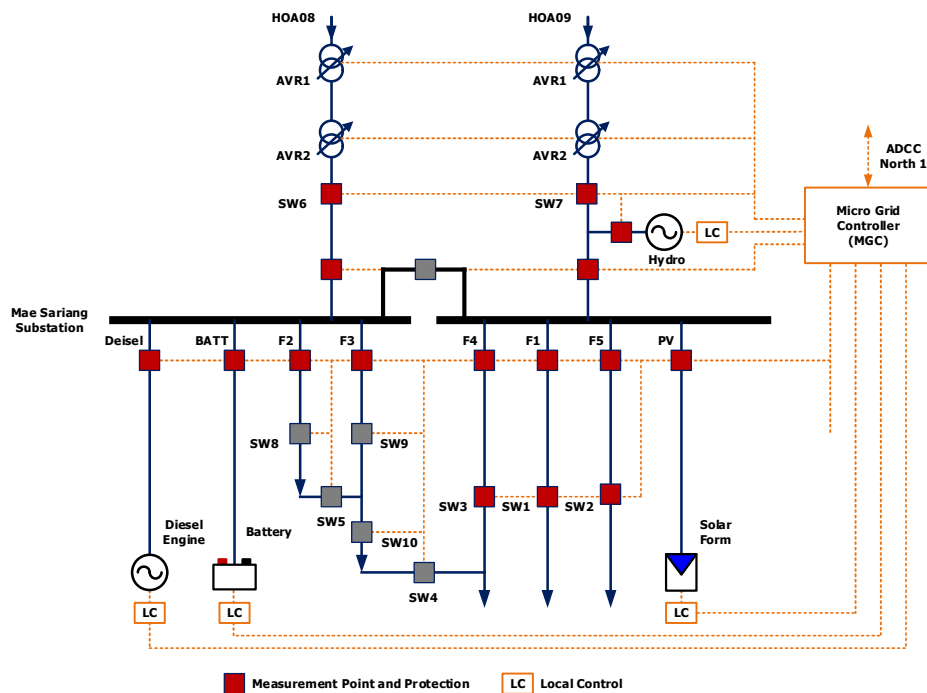 HOA08
HOA09
AVR1
AVR1
AVR2
AVR2
ADCC
North 1
SW6
SW7
Micro Grid
Controller
(MGC)
LC
Hydro
Mae Sariang
Substation
Deisel
BATT
F2
F3
F4
F1
F5
PV
SW8
SW9
SW5
SW3
SW1
SW2
SW10
Diesel
Engine
Battery
Solar
Form
SW4
LC
LC
LC
Measurement Point and Protection
LC
Local Control